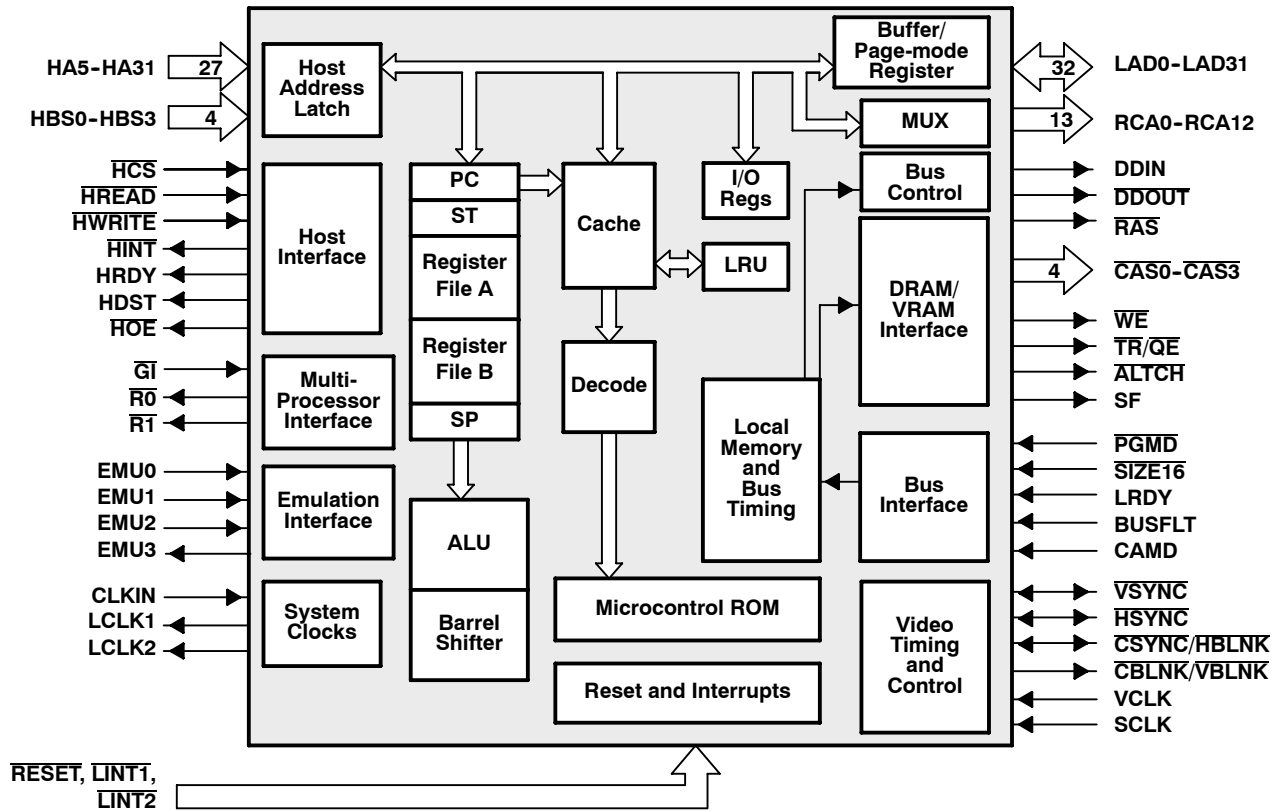 HA5-HA31
27
HBS0-HBS3
4
HCS
HREAD
HWRITE
HINT
HRDY
HDST
HOE
GI
R0
R1
EMU0
EMU1
EMU2
EMU3
CLKIN
LCLK1
LCLK2
RESET, LINT1,
LINT2
Host
Address
Latch
Host
Interface
Multi-
Processor
Interface
Emulation
Interface
System
Clocks
PC
ST
Register
File A
Register
File B
SP
ALU
Barrel
Shifter
Cache
Decode
Microcontrol ROM
Reset and Interrupts
I/O
Regs
LRU
Local
Memory
and
Bus
Timing
Buffer/
Page-mode
Register
MUX
Bus
Control
DRAM/
VRAM
Interface
Bus
Interface
Video
Timing
and
Control
32
LAD0-LAD31
13
RCA0-RCA12
DDIN
DDOUT
RAS
4
CAS0-CAS3
WE
TR/QE
ALTCH
SF
PGMD
SIZE16
LRDY
BUSFLT
CAMD
VSYNC
HSYNC
CSYNC/HBLNK
CBLNK/VBLNK
VCLK
SCLK